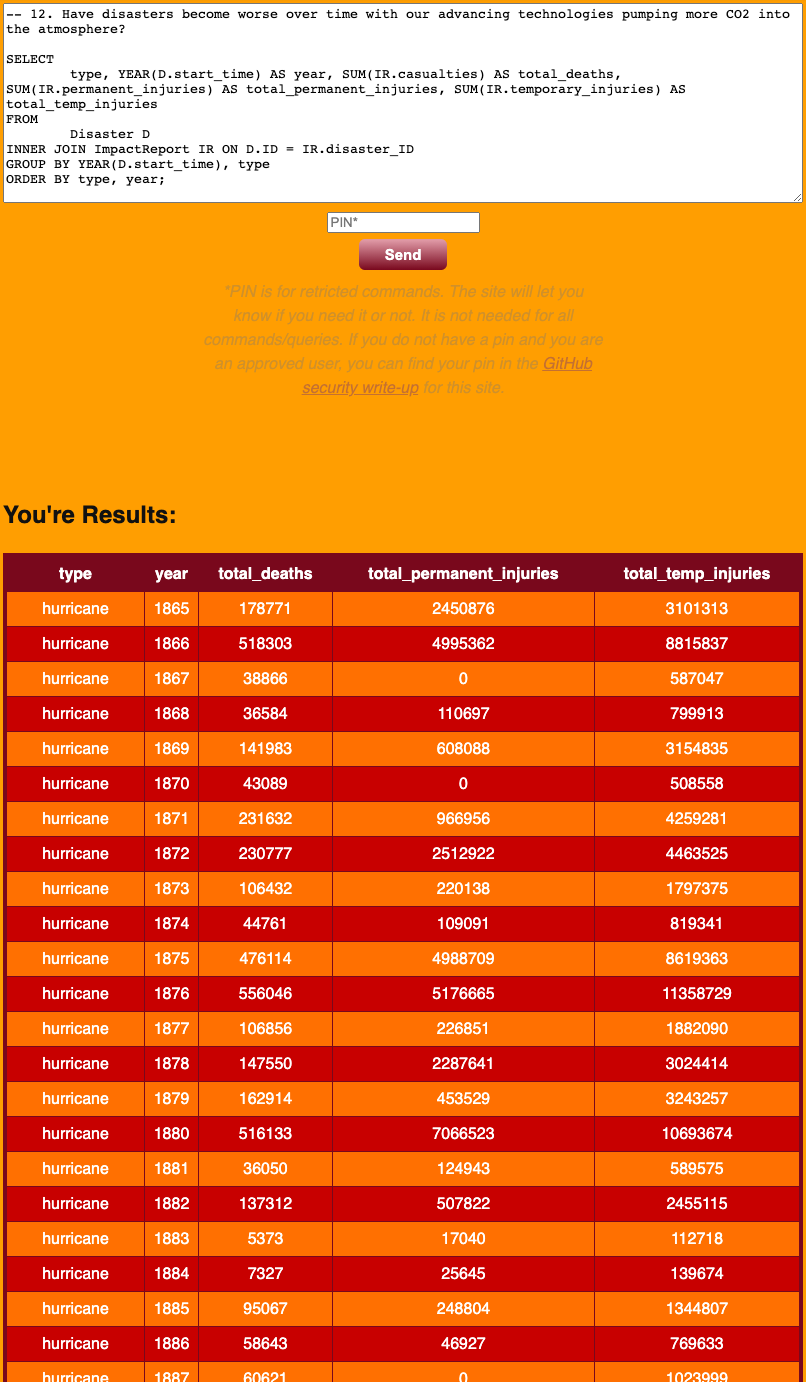 -- 12. Have disasters become worse over time with our advancing technologies pumping more CO2 into
the atmosphere?
SELECT
type, YEAR(D.start_time) AS year, SUM(IR.casualties) AS total_deaths,
SUM(IR.permanent_injuries) AS total_permanent_injuries, SUM(IR.temporary_injuries) AS
total_temp_injuries
FROM
Disaster D
INNER JOIN ImpactReport IR ON D.ID = IR.disaster_ID
GROUP BY YEAR(D.start_time), type
ORDER BY type, year;
PIN*
Send
*PIN is for retricted commands. The site will let you
know if you need it or not. It is not needed for all
commands/queries. If you do not have a pin and you are
an approved user, you can find your pin in the GitHub
security write-up for this site.
You're Results:
type year total_deaths total_permanent_injuries total_temp_injuries
hurricane 1865 178771 2450876 3101313
hurricane 1866 518303 4995362 8815837
hurricane 1867 38866 0 587047
hurricane 1868 36584 110697 799913
hurricane 1869 141983 608088 3154835
hurricane 1870 43089 0 508558
hurricane 1871 231632 966956 4259281
hurricane 1872 230777 2512922 4463525
hurricane 1873 106432 220138 1797375
hurricane 1874 44761 109091 819341
hurricane 1875 476114 4988709 8619363
hurricane 1876 556046 5176665 11358729
hurricane 1877 106856 226851 1882090
hurricane 1878 147550 2287641 3024414
hurricane 1879 162914 453529 3243257
hurricane 1880 516133 7066523 10693674
hurricane 1881 36050 124943 589575
hurricane 1882 137312 507822 2455115
hurricane 1883 5373 17040 112718
hurricane 1884 7327 25645 139674
hurricane 1885 95067 248804 1344807
hurricane 1886 58643 46927 769633
hurricane 1887 60621 0 1023999